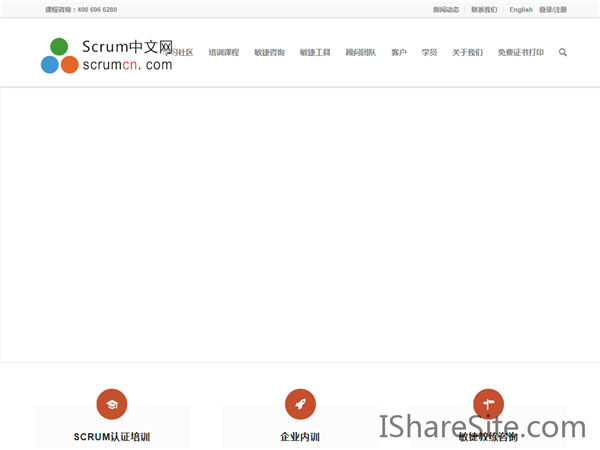 课程咨询：400 696 6280 新闻动态 联系我们 English 登录/注册
Scrum中文网
scrumcn.com
学习社区 培训课程 敏捷咨询 敏捷工具 顾问团队 客户 学员 关于我们 免费证书打印
SCRUM认证培训 企业内训 敏捷教练咨询
IShareSite.com